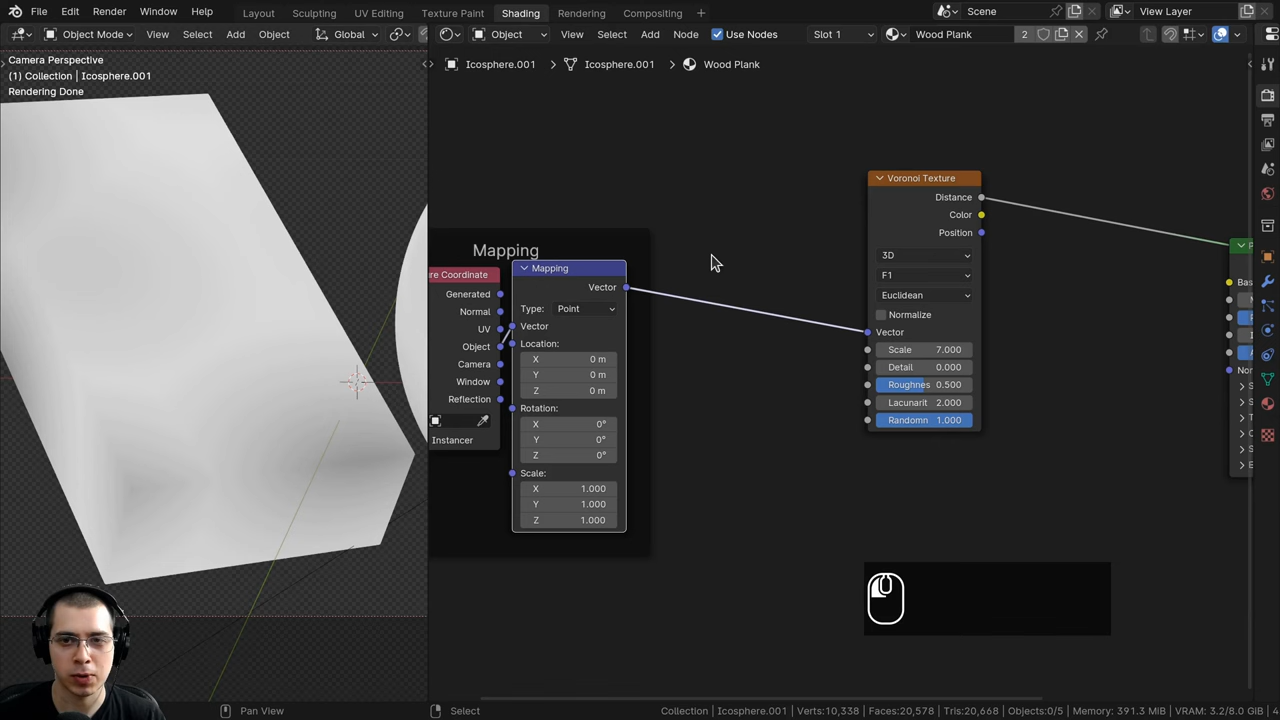 File Edit Render Window Help Layout Sculpting UV Editing Texture Paint Shading Rendering Compositing + Scene View Layer
Object Mode View Select Add Object Global Object View Select Add Node Use Nodes Slot 1 Wood Plank 2
Camera Perspective
(1) Collection | Icosphere.001
Rendering Done
Icosphere.001 > Icosphere.001 > Wood Plank
Mapping
re Coordinate
Generated
Normal
UV
Object
Camera
Window
Reflection
Instancer
Mapping
Vector
Type: Point
Vector
Location:
X 0 m
Y 0 m
Z 0 m
Rotation:
X 0°
Y 0°
Z 0°
Scale:
X 1.000
Y 1.000
Z 1.000
Voronoi Texture
Distance
Color
Position
3D
F1
Euclidean
Normalize
Vector
Scale 7.000
Detail 0.000
Roughnes 0.500
Lacunarit 2.000
Randomn 1.000
Bas
Nor
Pan View Select Collection | Icosphere.001 | Verts:10,338 | Faces:20,578 | Tris:20,668 | Objects:0/5 | Memory: 391.3 MiB | VRAM: 3.2/8.0 GiB | 4